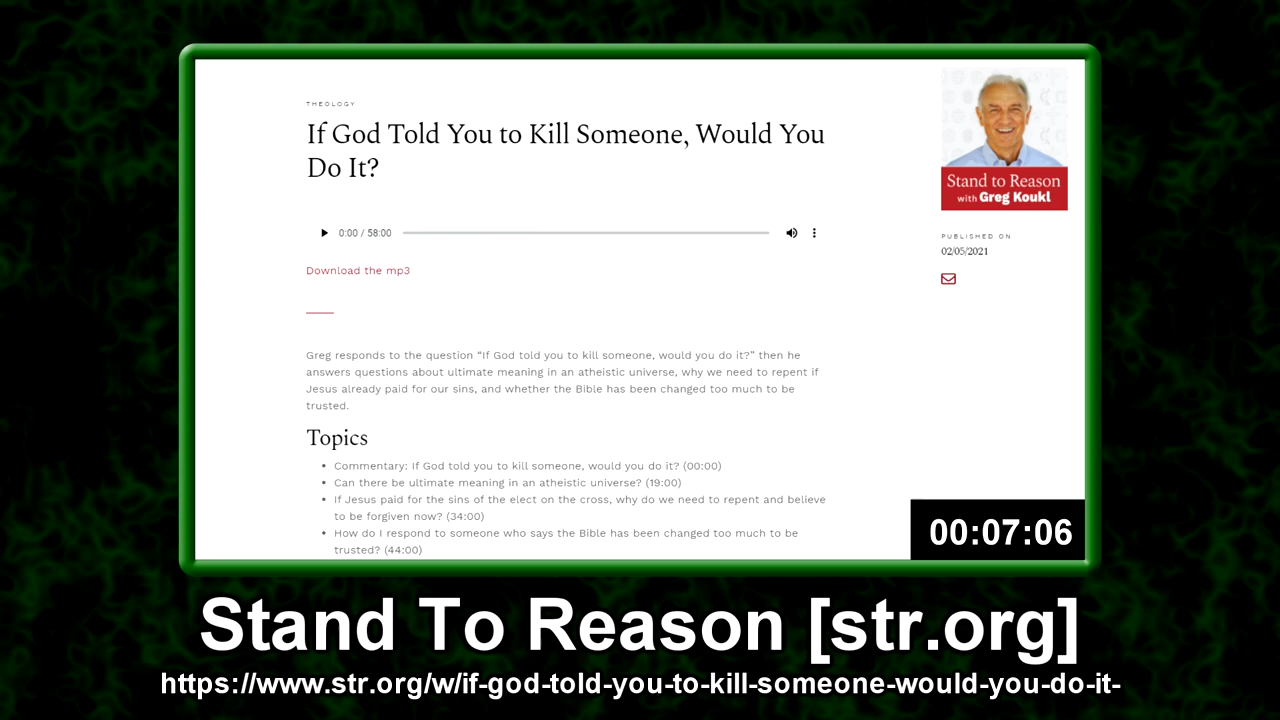 THEOLOGY
If God Told You to Kill Someone, Would You
Do It?
0:00 / 58:00
Download the mp3
Greg responds to the question “If God told you to kill someone, would you do it?” then he
answers questions about ultimate meaning in an atheistic universe, why we need to repent if
Jesus already paid for our sins, and whether the Bible has been changed too much to be
trusted.
Topics
• Commentary: If God told you to kill someone, would you do it? (00:00)
• Can there be ultimate meaning in an atheistic universe? (19:00)
• If Jesus paid for the sins of the elect on the cross, why do we need to repent and believe
to be forgiven now? (34:00)
• How do I respond to someone who says the Bible has been changed too much to be
trusted? (44:00)
Stand to Reason
with Greg Koukl
PUBLISHED ON
02/05/2021
00:07:06
Stand To Reason [str.org]
https://www.str.org/w/if-god-told-you-to-kill-someone-would-you-do-it-